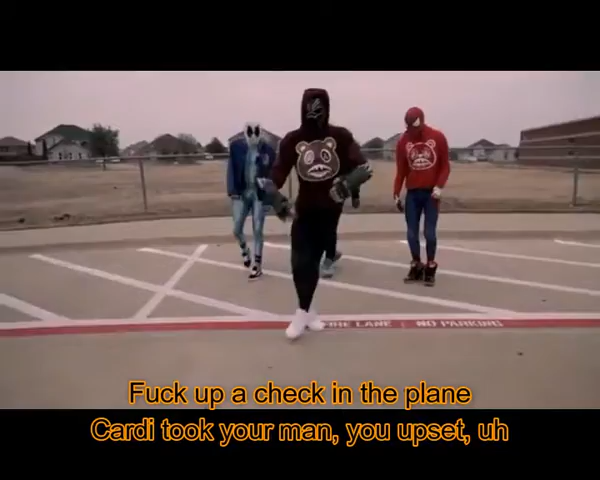 FIRE LANE - NO PARKING
Fuck up a check in the plane
Cardi took your man, you upset, uh